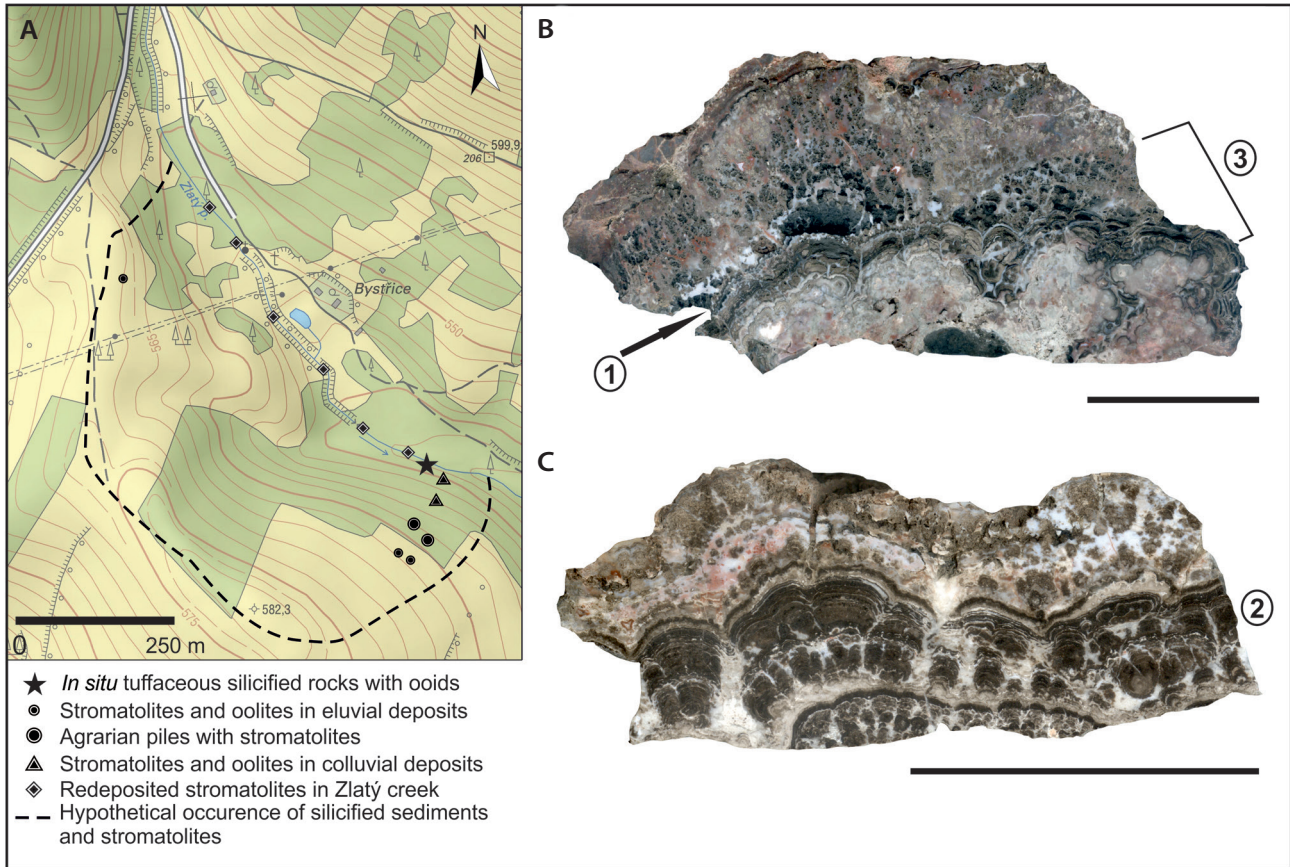 A
N
599,9
206
Zlatý p.
Bystřice
550
565
582,3
575
0
250 m
In situ tuffaceous silicified rocks with ooids
Stromatolites and oolites in eluvial deposits
Agrarian piles with stromatolites
Stromatolites and oolites in colluvial deposits
Redeposited stromatolites in Zlatý creek
Hypothetical occurence of silicified sediments
and stromatolites
B
3
1
C
2